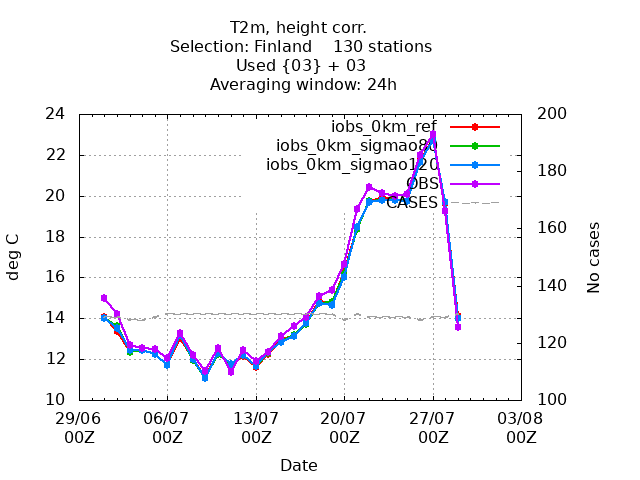 T2m, height corr.
Selection: Finland    130 stations
Used {03} + 03
Averaging window: 24h
24
22
20
18
16
14
12
10
deg C
200
180
160
140
120
100
No cases
iobs_0km_ref
iobs_0km_sigmao80
iobs_0km_sigmao120
OBS
CASES
29/06 06/07 13/07 20/07 27/07 03/08
00Z 00Z 00Z 00Z 00Z 00Z
Date